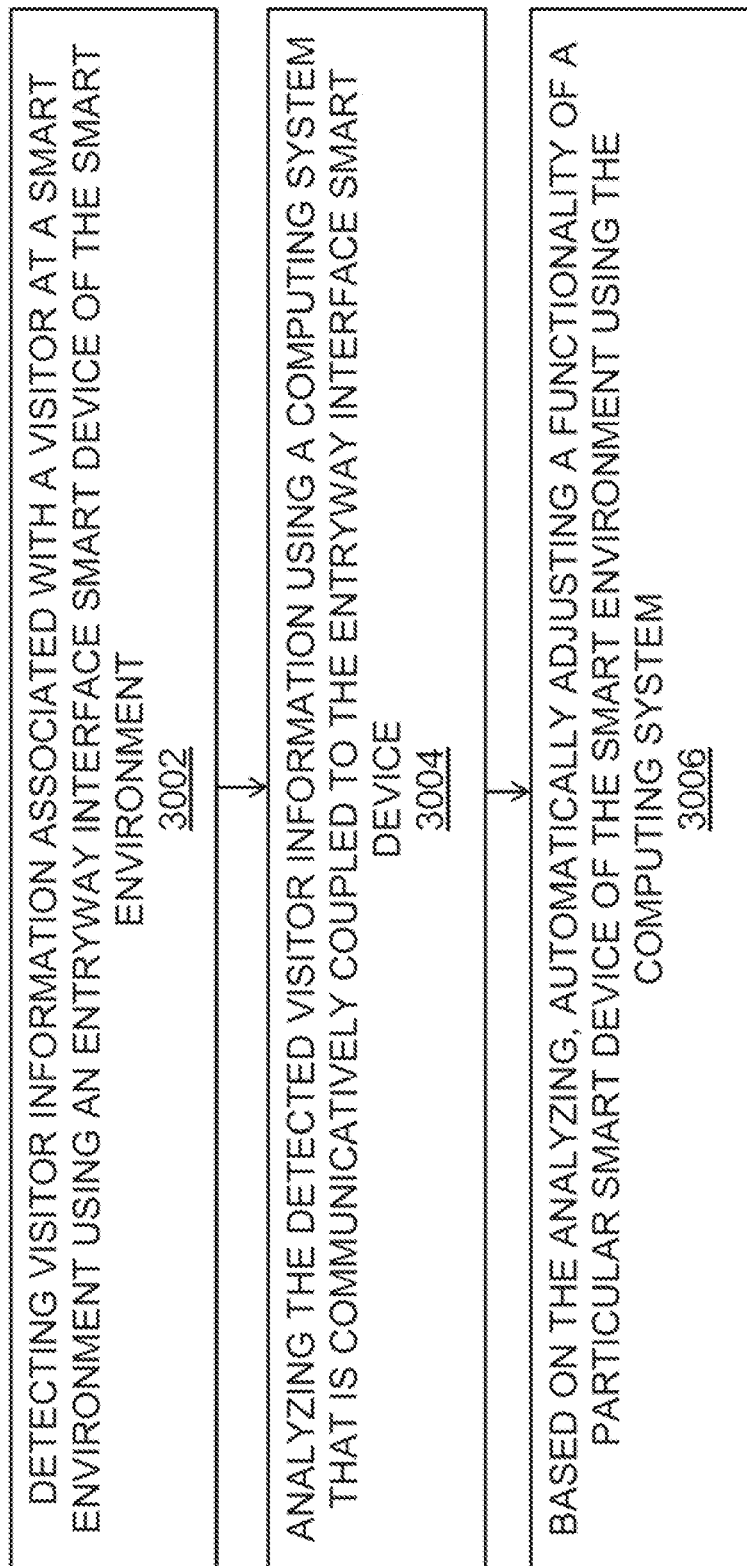 DETECTING VISITOR INFORMATION ASSOCIATED WITH A VISITOR AT A SMART
ENVIRONMENT USING AN ENTRYWAY INTERFACE SMART DEVICE OF THE SMART
ENVIRONMENT
3002
ANALYZING THE DETECTED VISITOR INFORMATION USING A COMPUTING SYSTEM
THAT IS COMMUNICATIVELY COUPLED TO THE ENTRYWAY INTERFACE SMART
DEVICE
3004
BASED ON THE ANALYZING, AUTOMATICALLY ADJUSTING A FUNCTIONALITY OF A
PARTICULAR SMART DEVICE OF THE SMART ENVIRONMENT USING THE
COMPUTING SYSTEM
3006